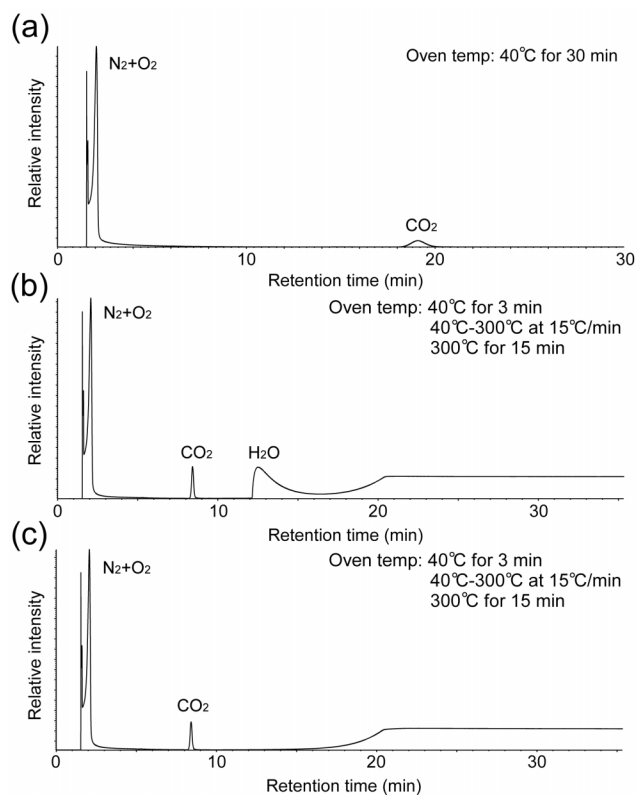 (a)
N₂+O₂
Oven temp: 40℃ for 30 min
Relative intensity
CO₂
0 10 20 30
Retention time (min)
(b)
N₂+O₂
Oven temp: 40℃ for 3 min
40℃-300℃ at 15℃/min
300℃ for 15 min
Relative intensity
CO₂ H₂O
0 10 20 30
Retention time (min)
(c)
N₂+O₂
Oven temp: 40℃ for 3 min
40℃-300℃ at 15℃/min
300℃ for 15 min
Relative intensity
CO₂
0 10 20 30
Retention time (min)